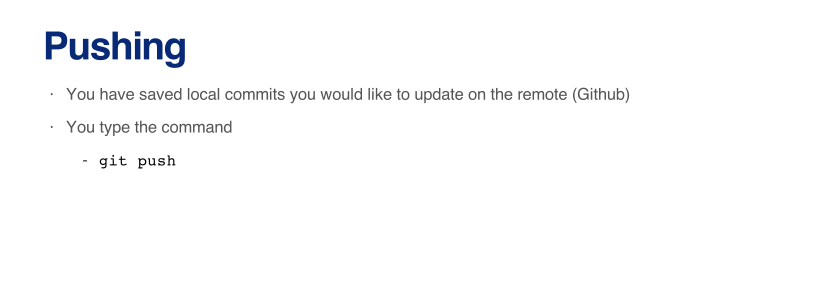 Pushing
· You have saved local commits you would like to update on the remote (Github)
· You type the command
- git push